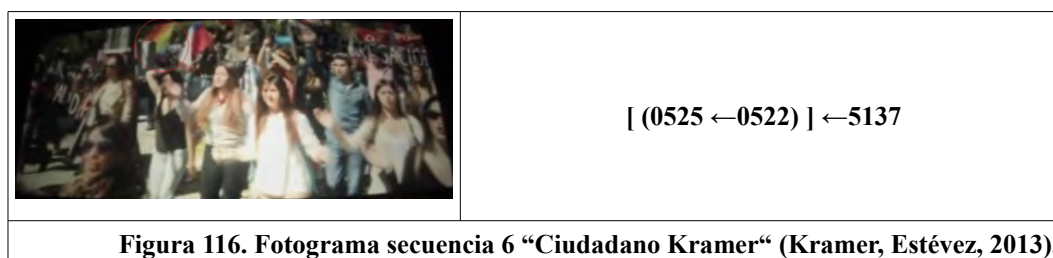 [ (0525 ←0522) ] ←5137
Figura 116. Fotograma secuencia 6 “Ciudadano Kramer“ (Kramer, Estévez, 2013)